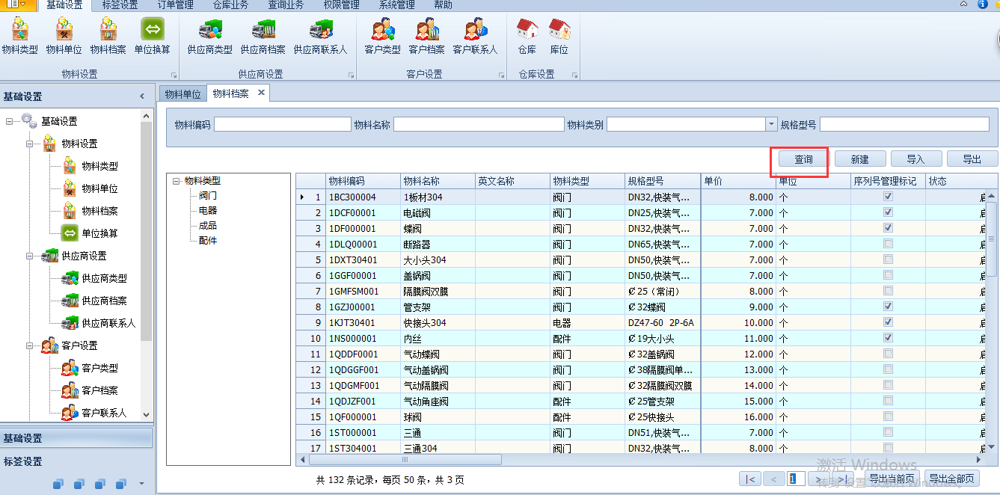 基础设置 标签设置 订单管理 仓库业务 查询业务 权限管理 系统管理 帮助
物料类型 物料单位 物料档案 单位换算 供应商类型 供应商档案 供应商联系人 客户类型 客户档案 客户联系人 仓库 库位
物料设置 供应商设置 客户设置 仓库设置
基础设置
基础设置
物料设置
物料类型
物料单位
物料档案
单位换算
供应商设置
供应商类型
供应商档案
供应商联系人
客户设置
客户类型
客户档案
客户联系人
基础设置
标签设置
物料单位 物料档案
物料编码 物料名称 物料类别 规格型号
查询 新建 导入 导出
物料类型
阀门
电器
成品
配件
物料编码 物料名称 英文名称 物料类型 规格型号 单价 单位 序列号管理标记 状态
1 1BC300004 1板材304 阀门 DN32,快装气... 8.000 个
2 1DCF00001 电磁阀 阀门 DN25,快装气... 7.000 个
3 1DF000001 蝶阀 阀门 DN32,快装气... 7.000 个
4 1DLQ00001 断路器 阀门 DN65,快装气... 7.000 个
5 1DXT30401 大小头304 阀门 DN50,快装气... 7.000 个
6 1GGF00001 盖锅阀 阀门 DN50,快装气... 7.000 个
7 1GMFSM001 隔膜阀双膜 阀门 ₡25（常闭） 8.000 个
8 1GZJ00001 管支架 阀门 ₡32蝶阀 9.000 个
9 1KJT30401 快接头304 电器 DZ47-60 2P-6A 10.000 个
10 1NS000001 内丝 配件 ₡19大小头 11.000 个
11 1QDDF0001 气动蝶阀 阀门 ₡32盖锅阀 12.000 个
12 1QDGGF001 气动盖锅阀 阀门 ₡38隔膜阀单... 13.000 个
13 1QDGMF001 气动隔膜阀 阀门 ₡32隔膜阀双膜 14.000 个
14 1QDJZF001 气动角座阀 配件 ₡25管支架 15.000 个
15 1QF000001 球阀 配件 ₡25快接头 16.000 个
16 1ST000001 三通 阀门 DN51,快装气... 7.000 个
17 1ST304001 三通304 阀门 DN32,快装气... 8.000 个
共 132 条记录，每页 50 条，共 3 页
|< < 1 > >| 导出当前页 导出全部页
激活 Windows
转到"设置"以激活 Windows。